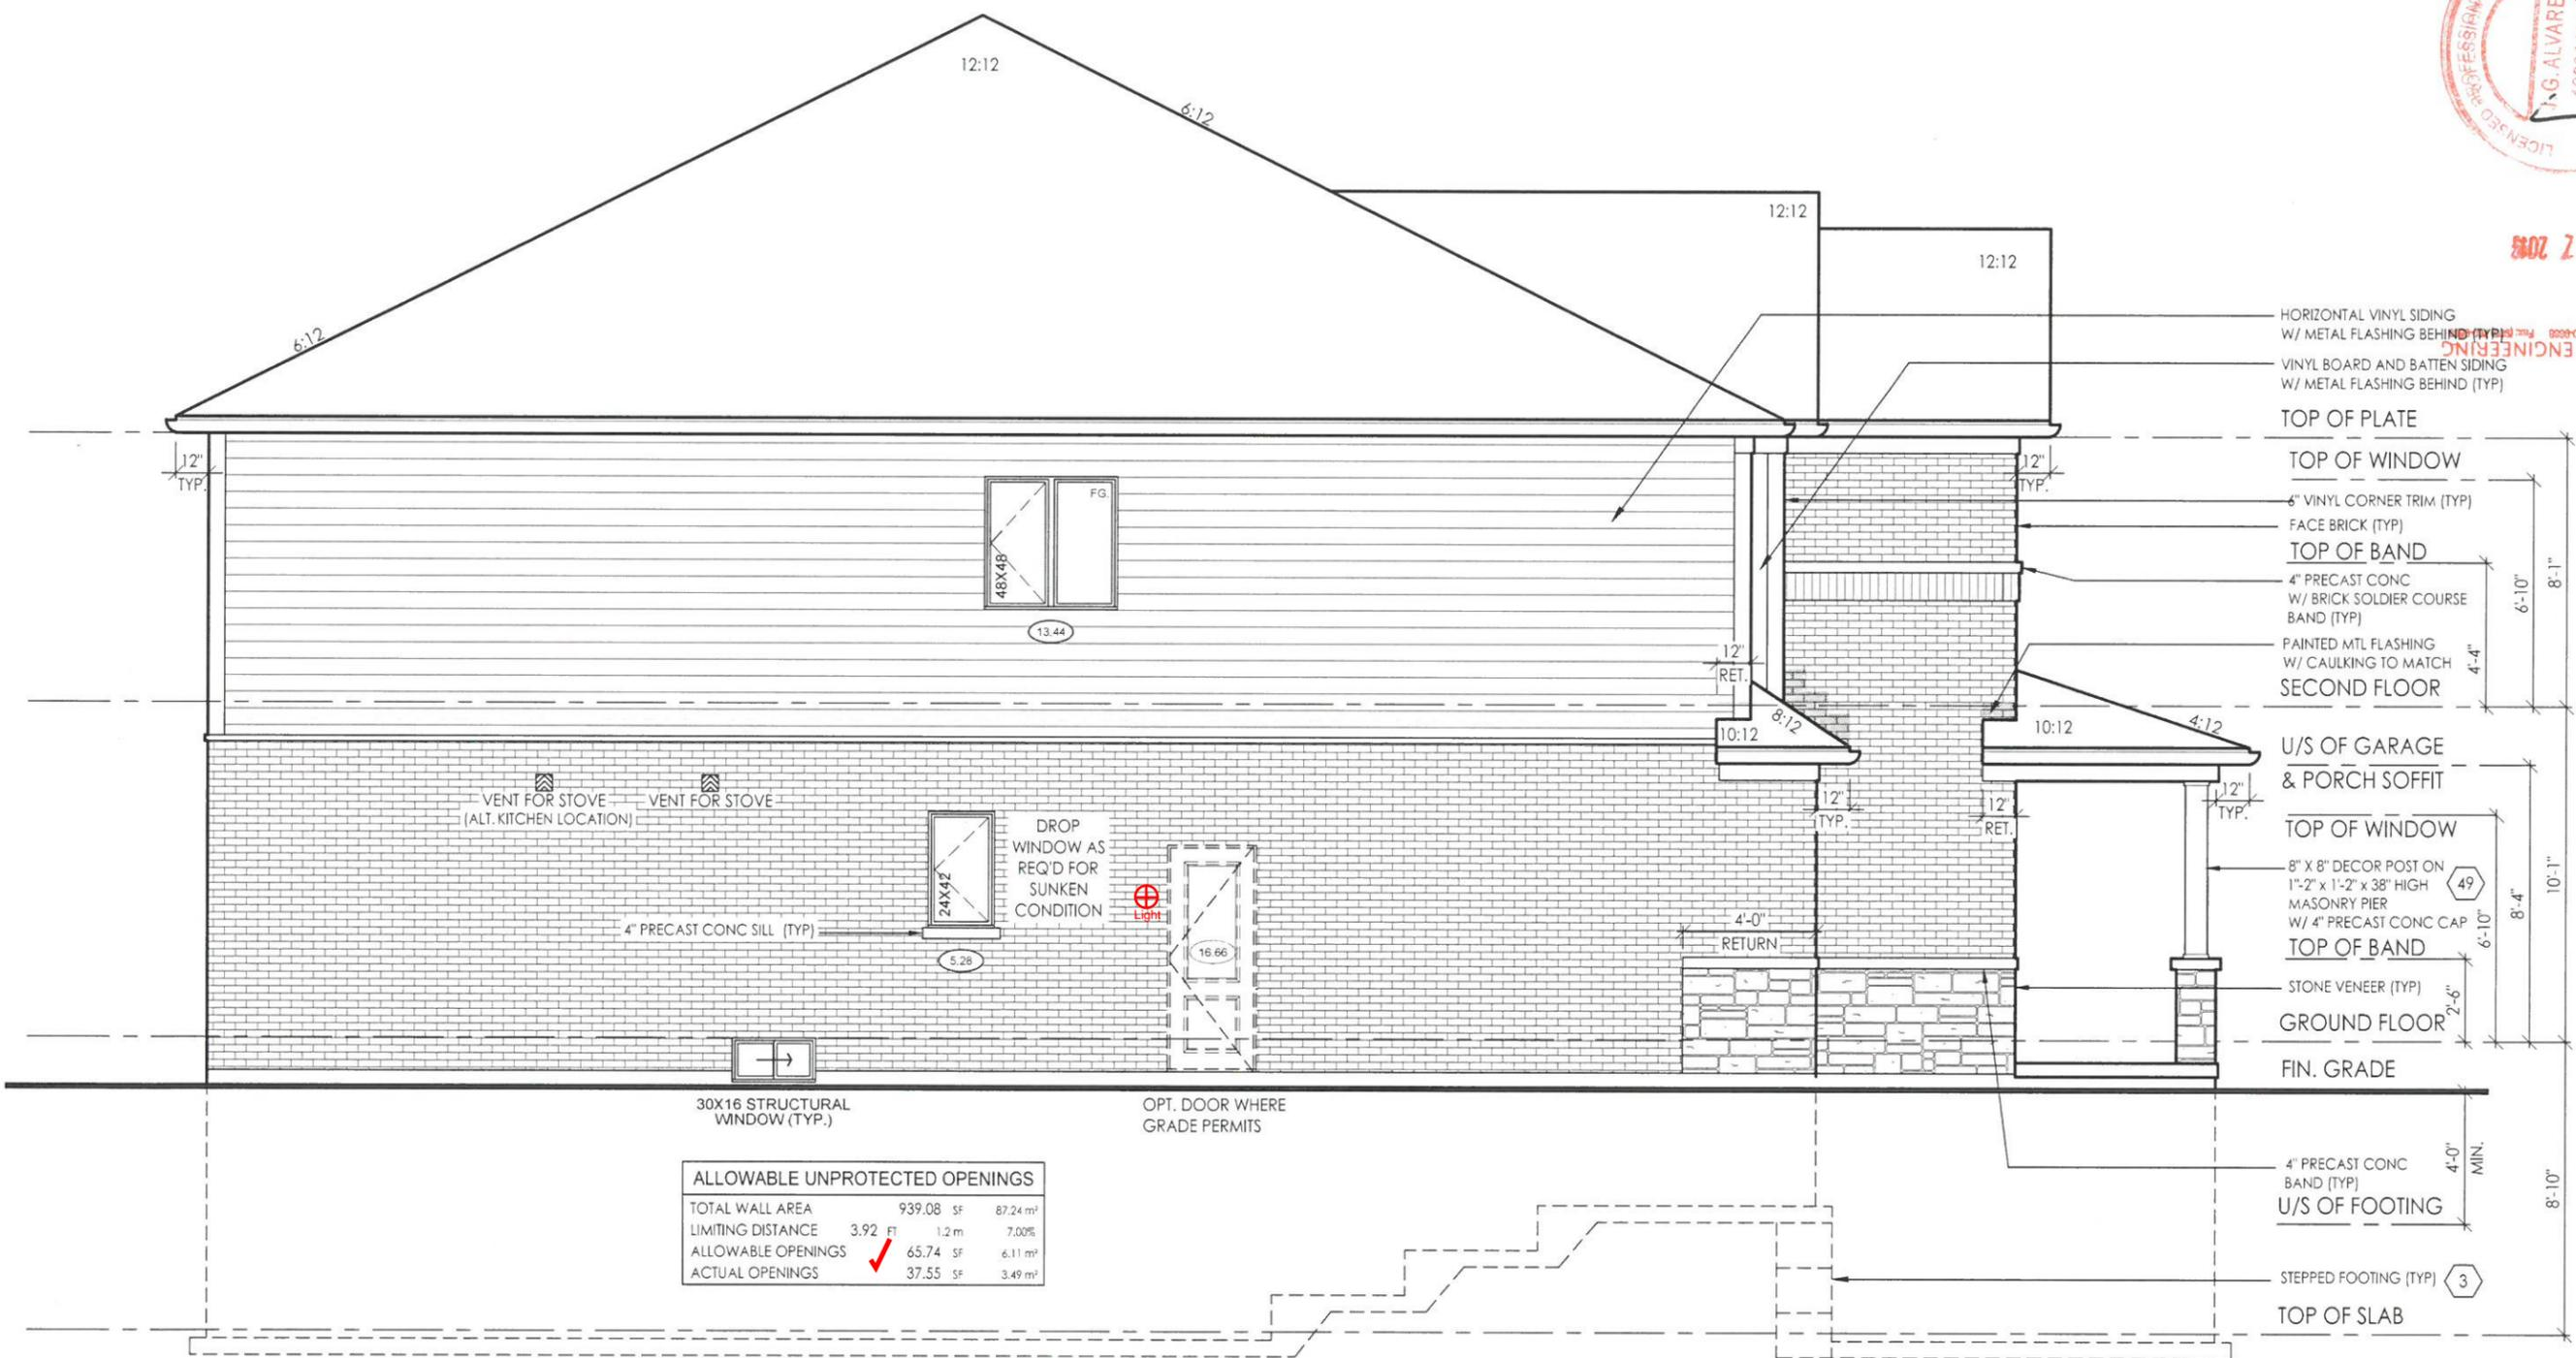 12:12
6:12
6:12
12:12
12:12
LICENSED PROFESSIONAL
J.G.ALVARE
ENGINEERING
HORIZONTAL VINYL SIDING
W/ METAL FLASHING BEHIND (TYP)
VINYL BOARD AND BATTEN SIDING
W/ METAL FLASHING BEHIND (TYP)
TOP OF PLATE
12"
TYP.
12"
TYP.
TOP OF WINDOW
6" VINYL CORNER TRIM (TYP)
FACE BRICK (TYP)
TOP OF BAND
4" PRECAST CONC
W/ BRICK SOLDIER COURSE
BAND (TYP)
PAINTED MTL FLASHING
W/ CAULKING TO MATCH
SECOND FLOOR
4'-4"
6'-10"
8'-1"
FG.
48X48
13.44
12"
RET.
8:12
10:12
10:12
4:12
U/S OF GARAGE
& PORCH SOFFIT
VENT FOR STOVE
(ALT. KITCHEN LOCATION)
VENT FOR STOVE
DROP
WINDOW AS
REQ'D FOR
SUNKEN
CONDITION
24X42
4" PRECAST CONC SILL (TYP)
5.28
Light
16.66
12"
TYP.
12"
RET.
12"
TYP.
TOP OF WINDOW
8" X 8" DECOR POST ON
1"-2" x 1'-2" x 38" HIGH
MASONRY PIER
W/ 4" PRECAST CONC CAP
49
TOP OF BAND
4'-0"
RETURN
STONE VENEER (TYP)
GROUND FLOOR
2'-6"
6'-10"
8'-4"
10'-1"
FIN. GRADE
30X16 STRUCTURAL
WINDOW (TYP.)
OPT. DOOR WHERE
GRADE PERMITS
4" PRECAST CONC
BAND (TYP)
U/S OF FOOTING
4'-0"
MIN.
8'-10"
ALLOWABLE UNPROTECTED OPENINGS
TOTAL WALL AREA 939.08 SF 87.24 m²
LIMITING DISTANCE 3.92 FT 1.2 m 7.00%
ALLOWABLE OPENINGS 65.74 SF 6.11 m²
ACTUAL OPENINGS 37.55 SF 3.49 m²
STEPPED FOOTING (TYP) 3
TOP OF SLAB